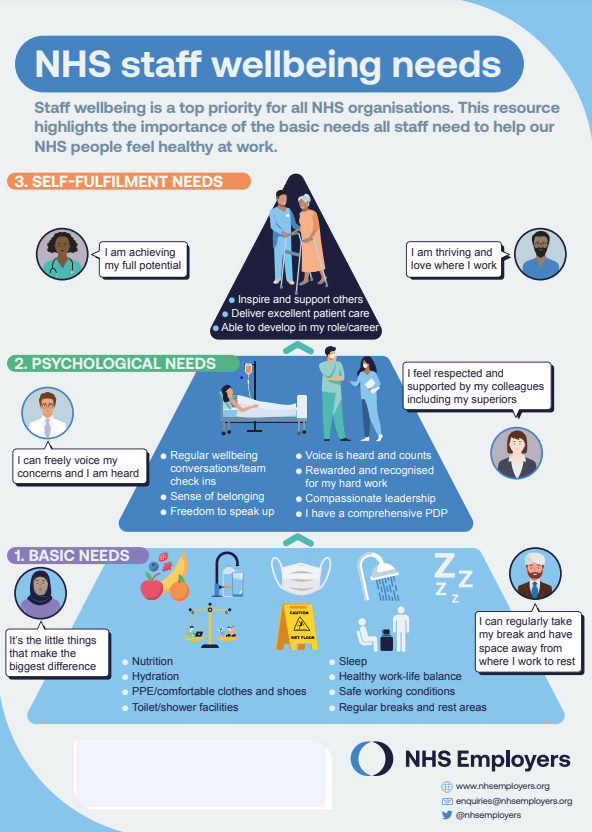 NHS staff wellbeing needs
Staff wellbeing is a top priority for all NHS organisations. This resource
highlights the importance of the basic needs all staff need to help our
NHS people feel healthy at work.
3. SELF-FULFILMENT NEEDS
I am achieving
my full potential
I am thriving and
love where I work
Inspire and support others
Deliver excellent patient care
Able to develop in my role/career
2. PSYCHOLOGICAL NEEDS
I feel respected and
supported by my colleagues
including my superiors
I can freely voice my
concerns and I am heard
Regular wellbeing
conversations/team
check ins
Sense of belonging
Freedom to speak up
Voice is heard and counts
Rewarded and recognised
for my hard work
Compassionate leadership
I have a comprehensive PDP
1. BASIC NEEDS
Z Z
Z Z
CAUTION
WET FLOOR
It's the little things
that make the
biggest difference
I can regularly take
my break and have
space away from
where I work to rest
Nutrition
Hydration
PPE/comfortable clothes and shoes
Toilet/shower facilities
Sleep
Healthy work-life balance
Safe working conditions
Regular breaks and rest areas
NHS Employers
www.nhsemployers.org
enquiries@nhsemployers.org
@nhsemployers